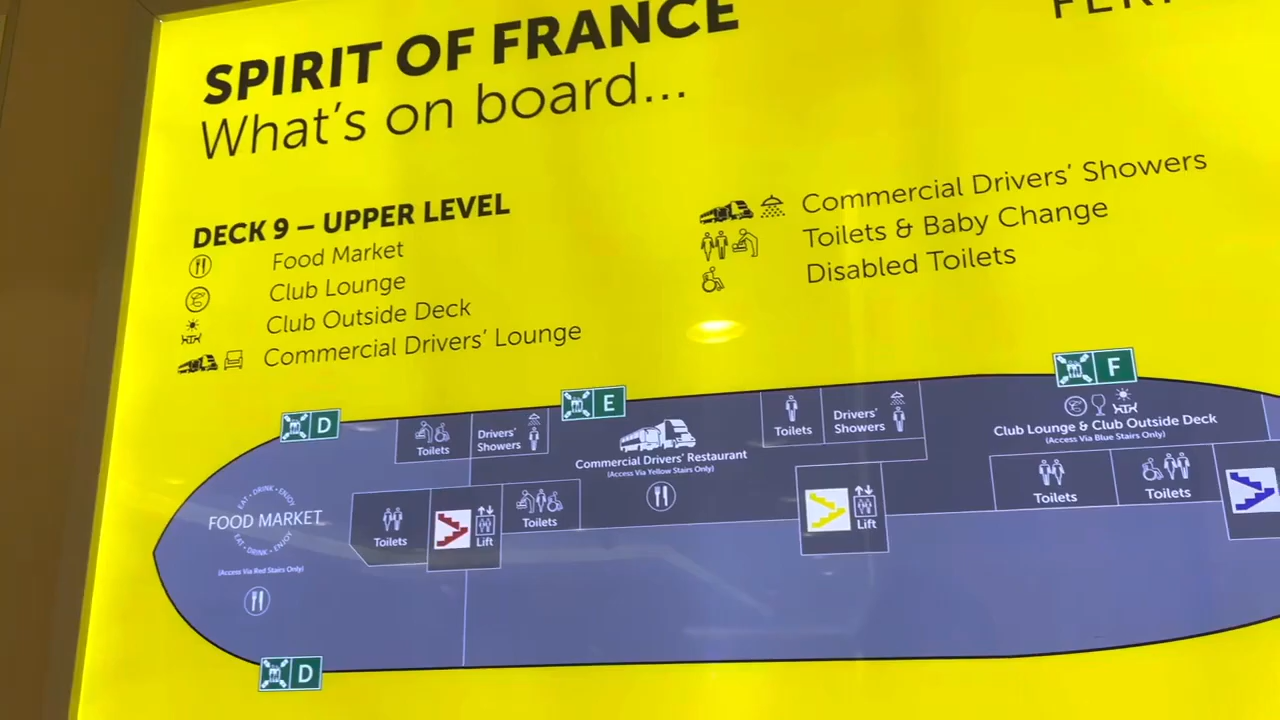 SPIRIT OF FRANCE
What's on board...
DECK 9 – UPPER LEVEL
Food Market
Club Lounge
Club Outside Deck
Commercial Drivers' Lounge
Commercial Drivers' Showers
Toilets & Baby Change
Disabled Toilets
D
E
F
Toilets
Drivers'
Showers
Commercial Drivers' Restaurant
(Access Via Yellow Stairs Only)
Toilets
Drivers'
Showers
Club Lounge & Club Outside Deck
(Access Via Blue Stairs Only)
EAT • DRINK • ENJOY
FOOD MARKET
EAT • DRINK • ENJOY
(Access Via Red Stairs Only)
Toilets
Lift
Toilets
Lift
Toilets
Toilets
D